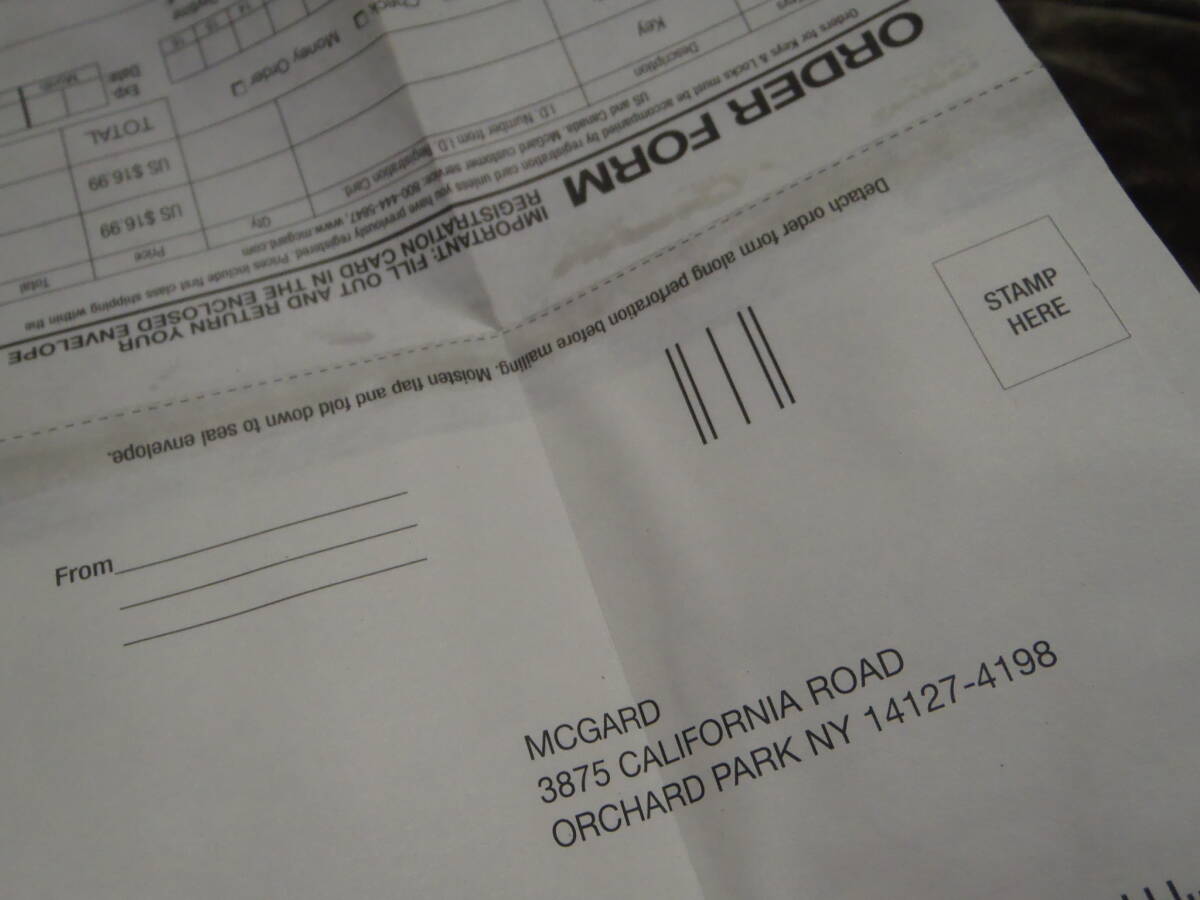 ORDER FORM
IMPORTANT: FILL OUT AND RETURN YOUR
REGISTRATION CARD IN THE ENCLOSED ENVELOPE
Orders for Keys & Locks must be accompanied by registration card unless you have previously registered. Prices include first class shipping within the
US and Canada. McGard customer service: 800-444-5847, www.mcgard.com
Description
I.D. Number from I.D. Registration Card
Qty
Price
Total
Key
US $16.99
US $16.99
TOTAL
Check
Money Order
Exp.
Date
Month
Detach order form along perforation before mailing. Moisten flap and fold down to seal envelope.
STAMP
HERE
From
MCGARD
3875 CALIFORNIA ROAD
ORCHARD PARK NY 14127-4198